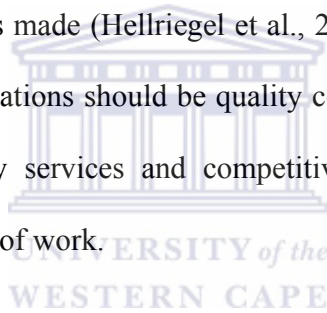 s made (Hellriegel et al., 2
ations should be quality c
y services and competitiv
of work.
UNIVERSITY of the
WESTERN CAPE